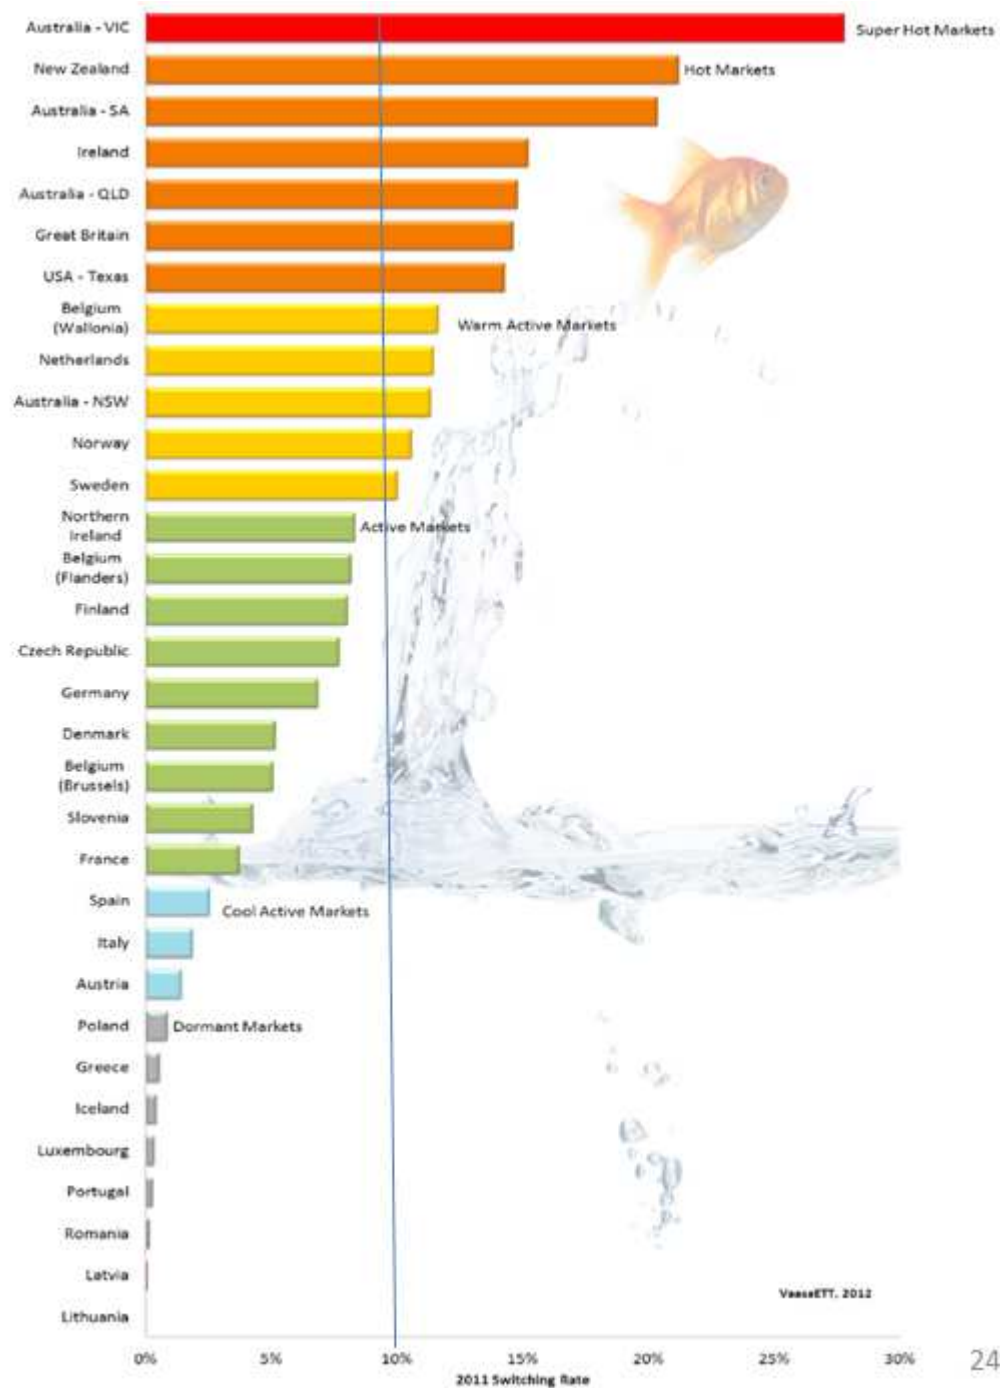 Australia - VIC
Super Hot Markets
New Zealand
Hot Markets
Australia - SA
Ireland
Australia - QLD
Great Britain
USA - Texas
Belgium
(Wallonia)
Warm Active Markets
Netherlands
Australia - NSW
Norway
Sweden
Northern
Ireland
Active Markets
Belgium
(Flanders)
Finland
Czech Republic
Germany
Denmark
Belgium
(Brussels)
Slovenia
France
Spain
Cool Active Markets
Italy
Austria
Poland
Dormant Markets
Greece
Iceland
Luxembourg
Portugal
Romania
Latvia
VaasaETT. 2012
Lithuania
0% 5% 10% 15% 20% 25% 30%
2011 Switching Rate
24